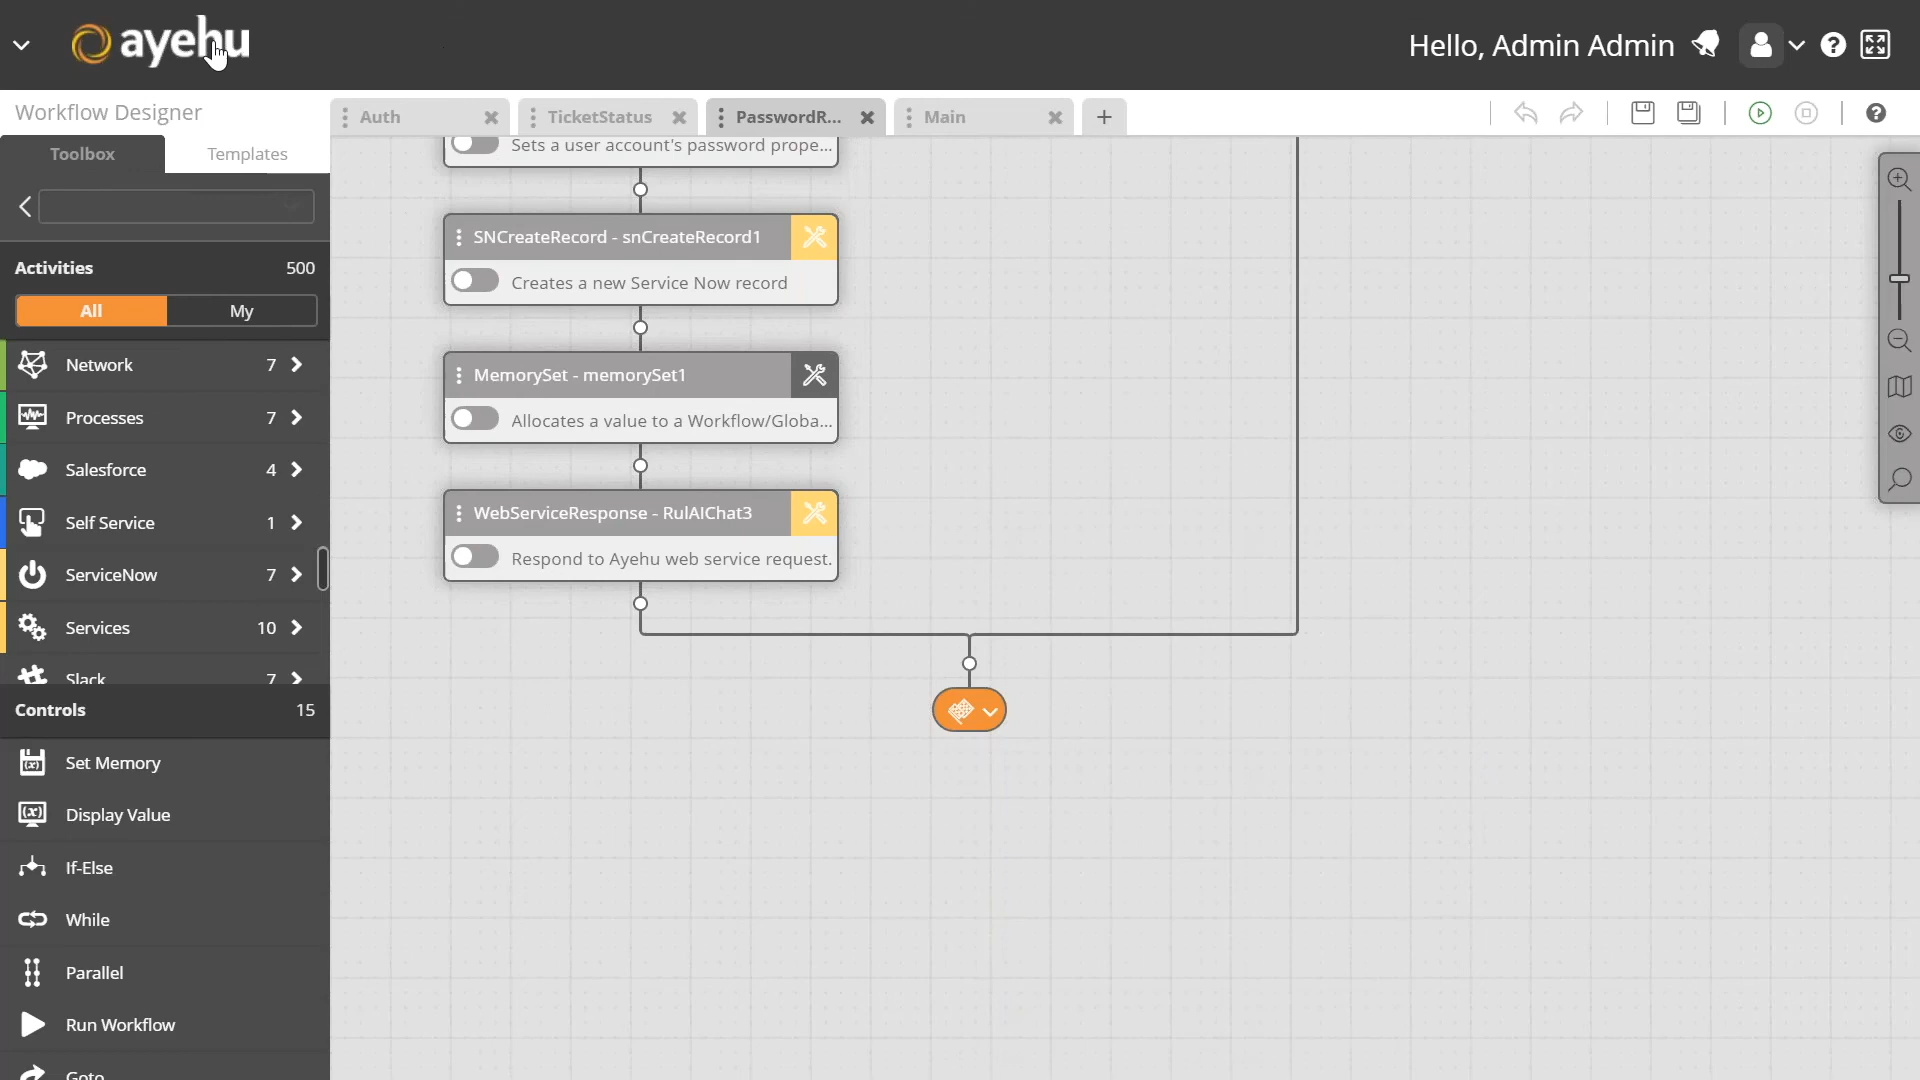 ayehu
Hello, Admin Admin
Workflow Designer
Auth
TicketStatus
PasswordR...
Main
+
Toolbox
Templates
Sets a user account's password prope...
SNCreateRecord - snCreateRecord1
Creates a new Service Now record
Activities
500
All
My
Network
7
MemorySet - memorySet1
Processes
7
Allocates a value to a Workflow/Globa...
Salesforce
4
Self Service
1
WebServiceResponse - RulAIChat3
Respond to Ayehu web service request.
ServiceNow
7
Services
10
Slack
7
Controls
15
Set Memory
Display Value
If-Else
While
Parallel
Run Workflow
Goto